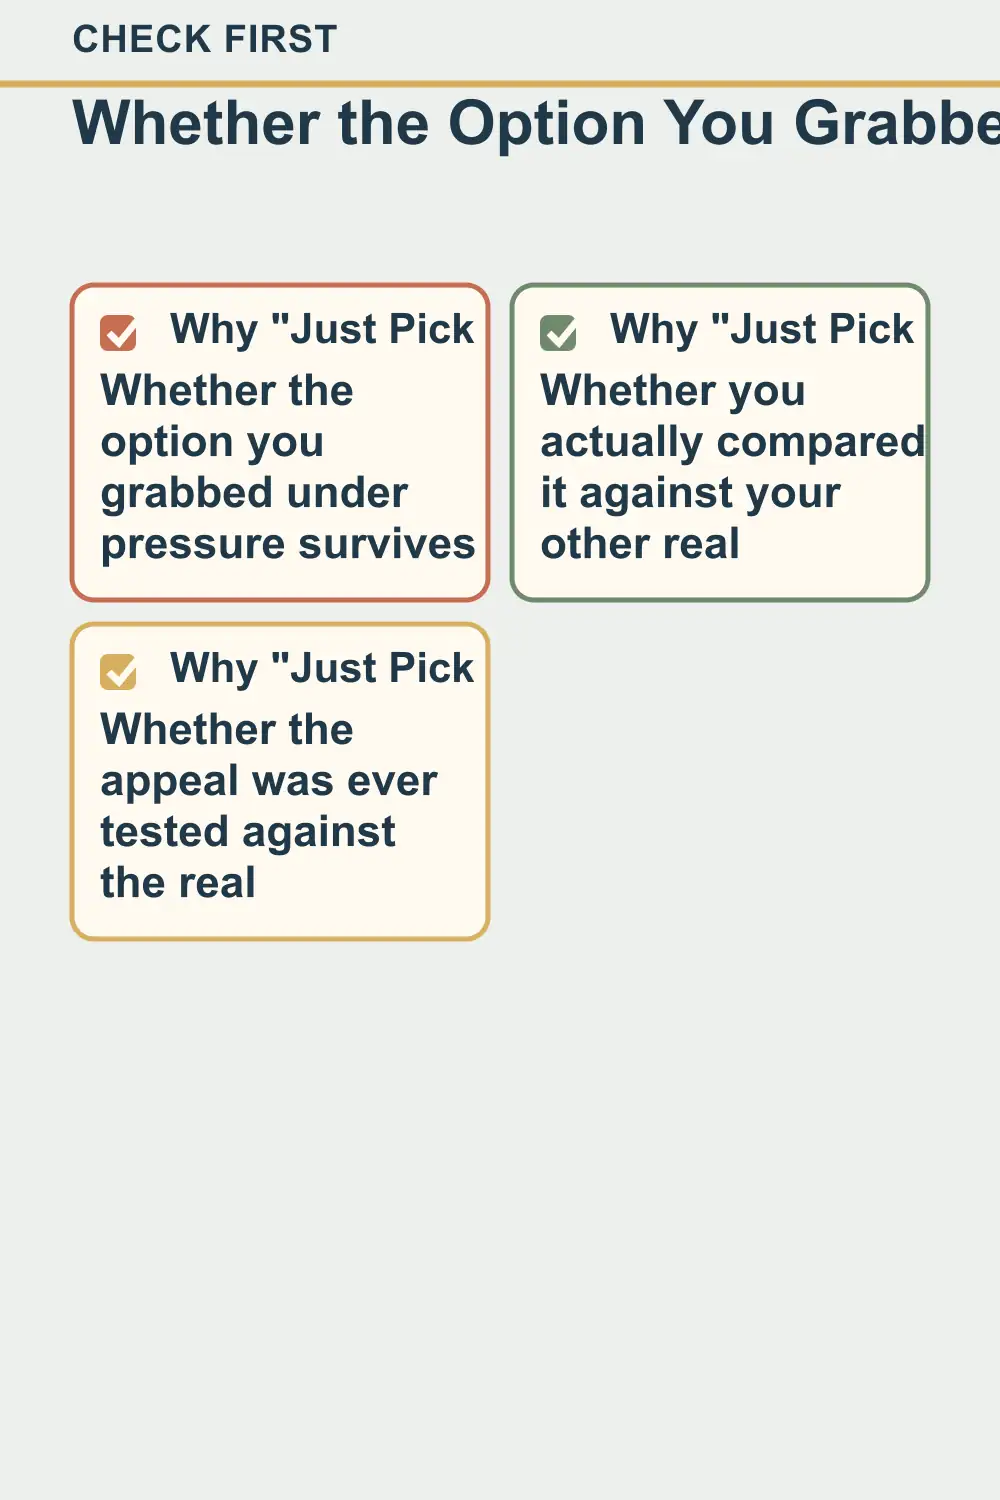 CHECK FIRST
Whether the Option You Grabbe
Why "Just Pick
Whether the
option you
grabbed under
pressure survives
Why "Just Pick
Whether you
actually compared
it against your
other real
Why "Just Pick
Whether the
appeal was ever
tested against
the real